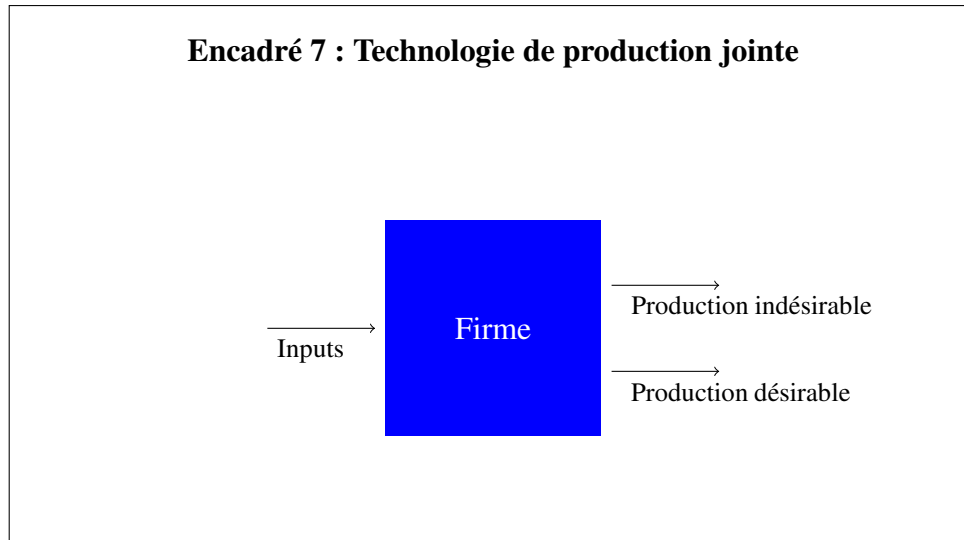 Encadré 7 : Technologie de production jointe
Production indésirable
Firme
Inputs
Production désirable